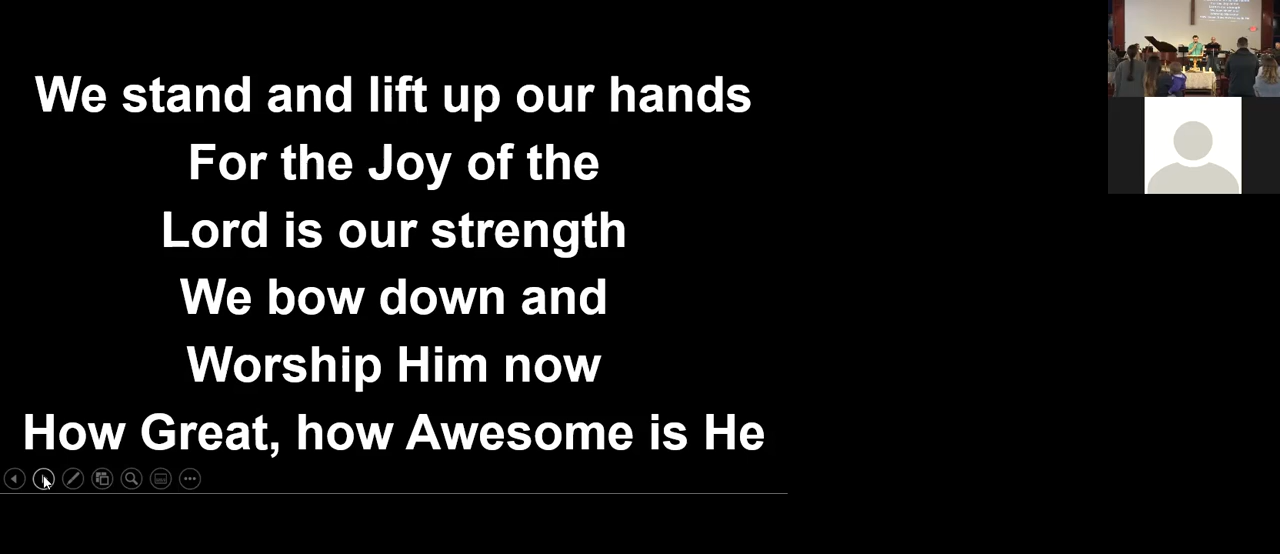 We stand and lift up our hands
For the Joy of the
Lord is our strength
We bow down and
Worship Him now
How Great, how Awesome is He